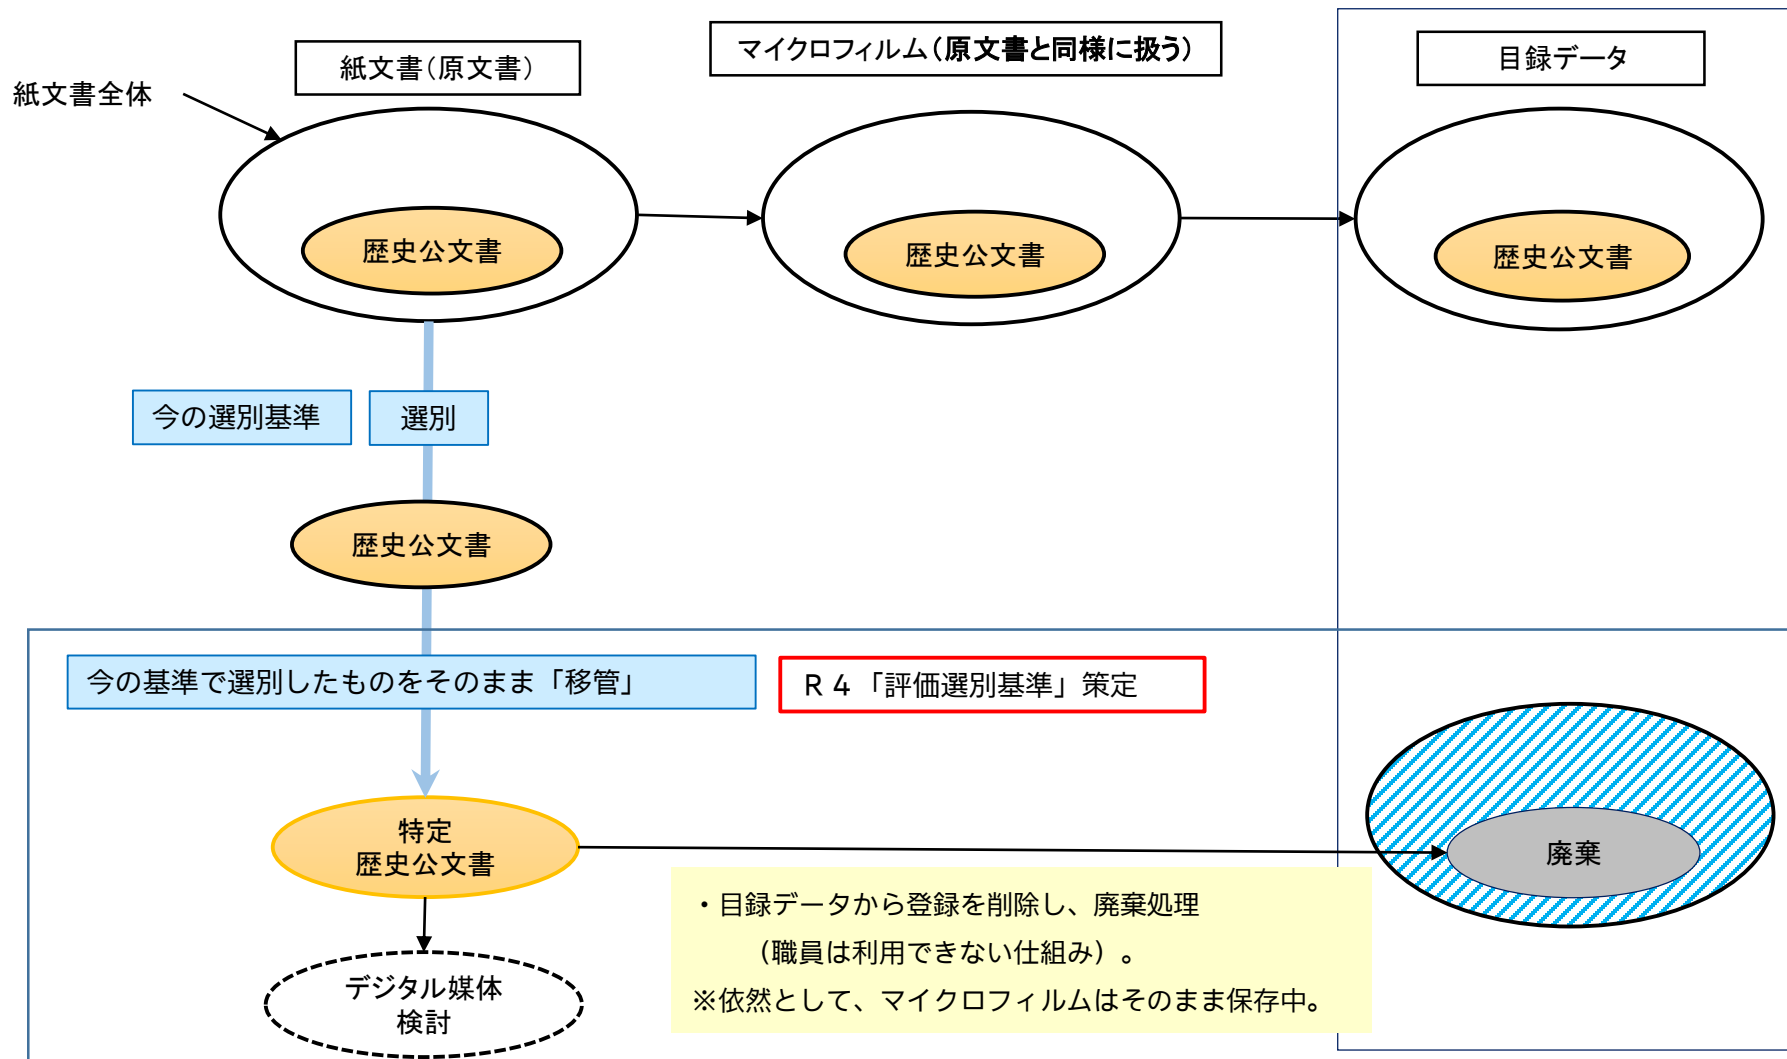 紙文書(原文書)
マイクロフィルム(原文書と同様に扱う)
目録データ
紙文書全体
歴史公文書
歴史公文書
歴史公文書
今の選別基準
選別
歴史公文書
今の基準で選別したものをそのまま「移管」
R4「評価選別基準」策定
特定
歴史公文書
廃棄
・目録データから登録を削除し、廃棄処理
(職員は利用できない仕組み)。
※依然として、マイクロフィルムはそのまま保存中。
デジタル媒体
検討